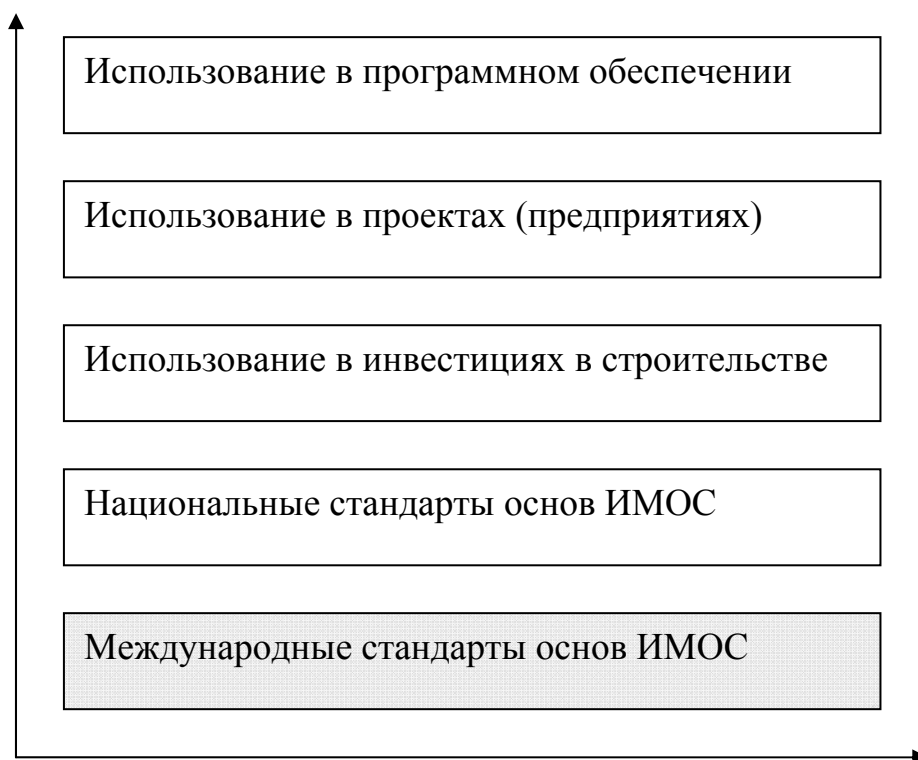 Использование в программном обеспечении
Использование в проектах (предприятиях)
Использование в инвестициях в строительстве
Национальные стандарты основ ИМОС
Международные стандарты основ ИМОС